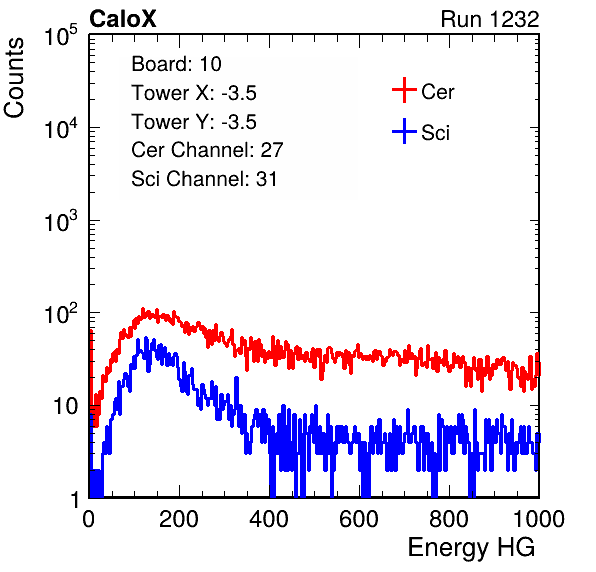 CaloX Run 1232
Counts
Board: 10
Tower X: -3.5
Tower Y: -3.5
Cer Channel: 27
Sci Channel: 31
Cer
Sci
10^5
10^4
10^3
10^2
10
1
0 200 400 600 800 1000
Energy HG